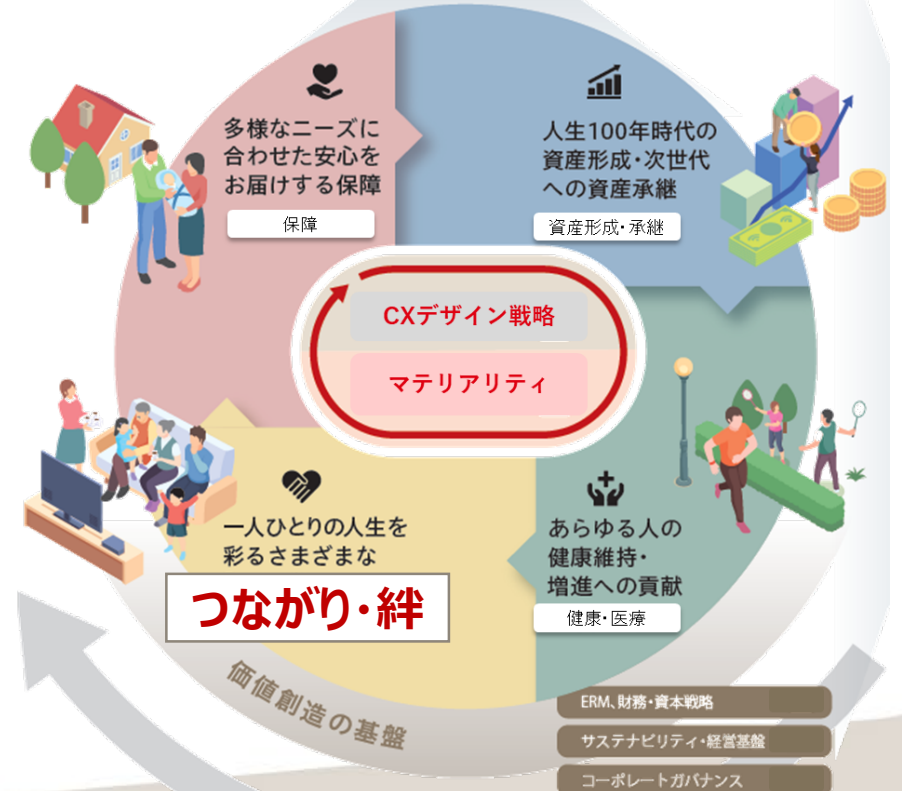 多様なニーズに
合わせた安心を
お届けする保障
保障
人生100年時代の
資産形成・次世代
への資産承継
資産形成・承継
CXデザイン戦略
マテリアリティ
一人ひとりの人生を
彩るさまざまな
つながり・絆
あらゆる人の
健康維持・
増進への貢献
健康・医療
価値創造の基盤
ERM、財務・資本戦略
サステナビリティ・経営基盤
コーポレートガバナンス